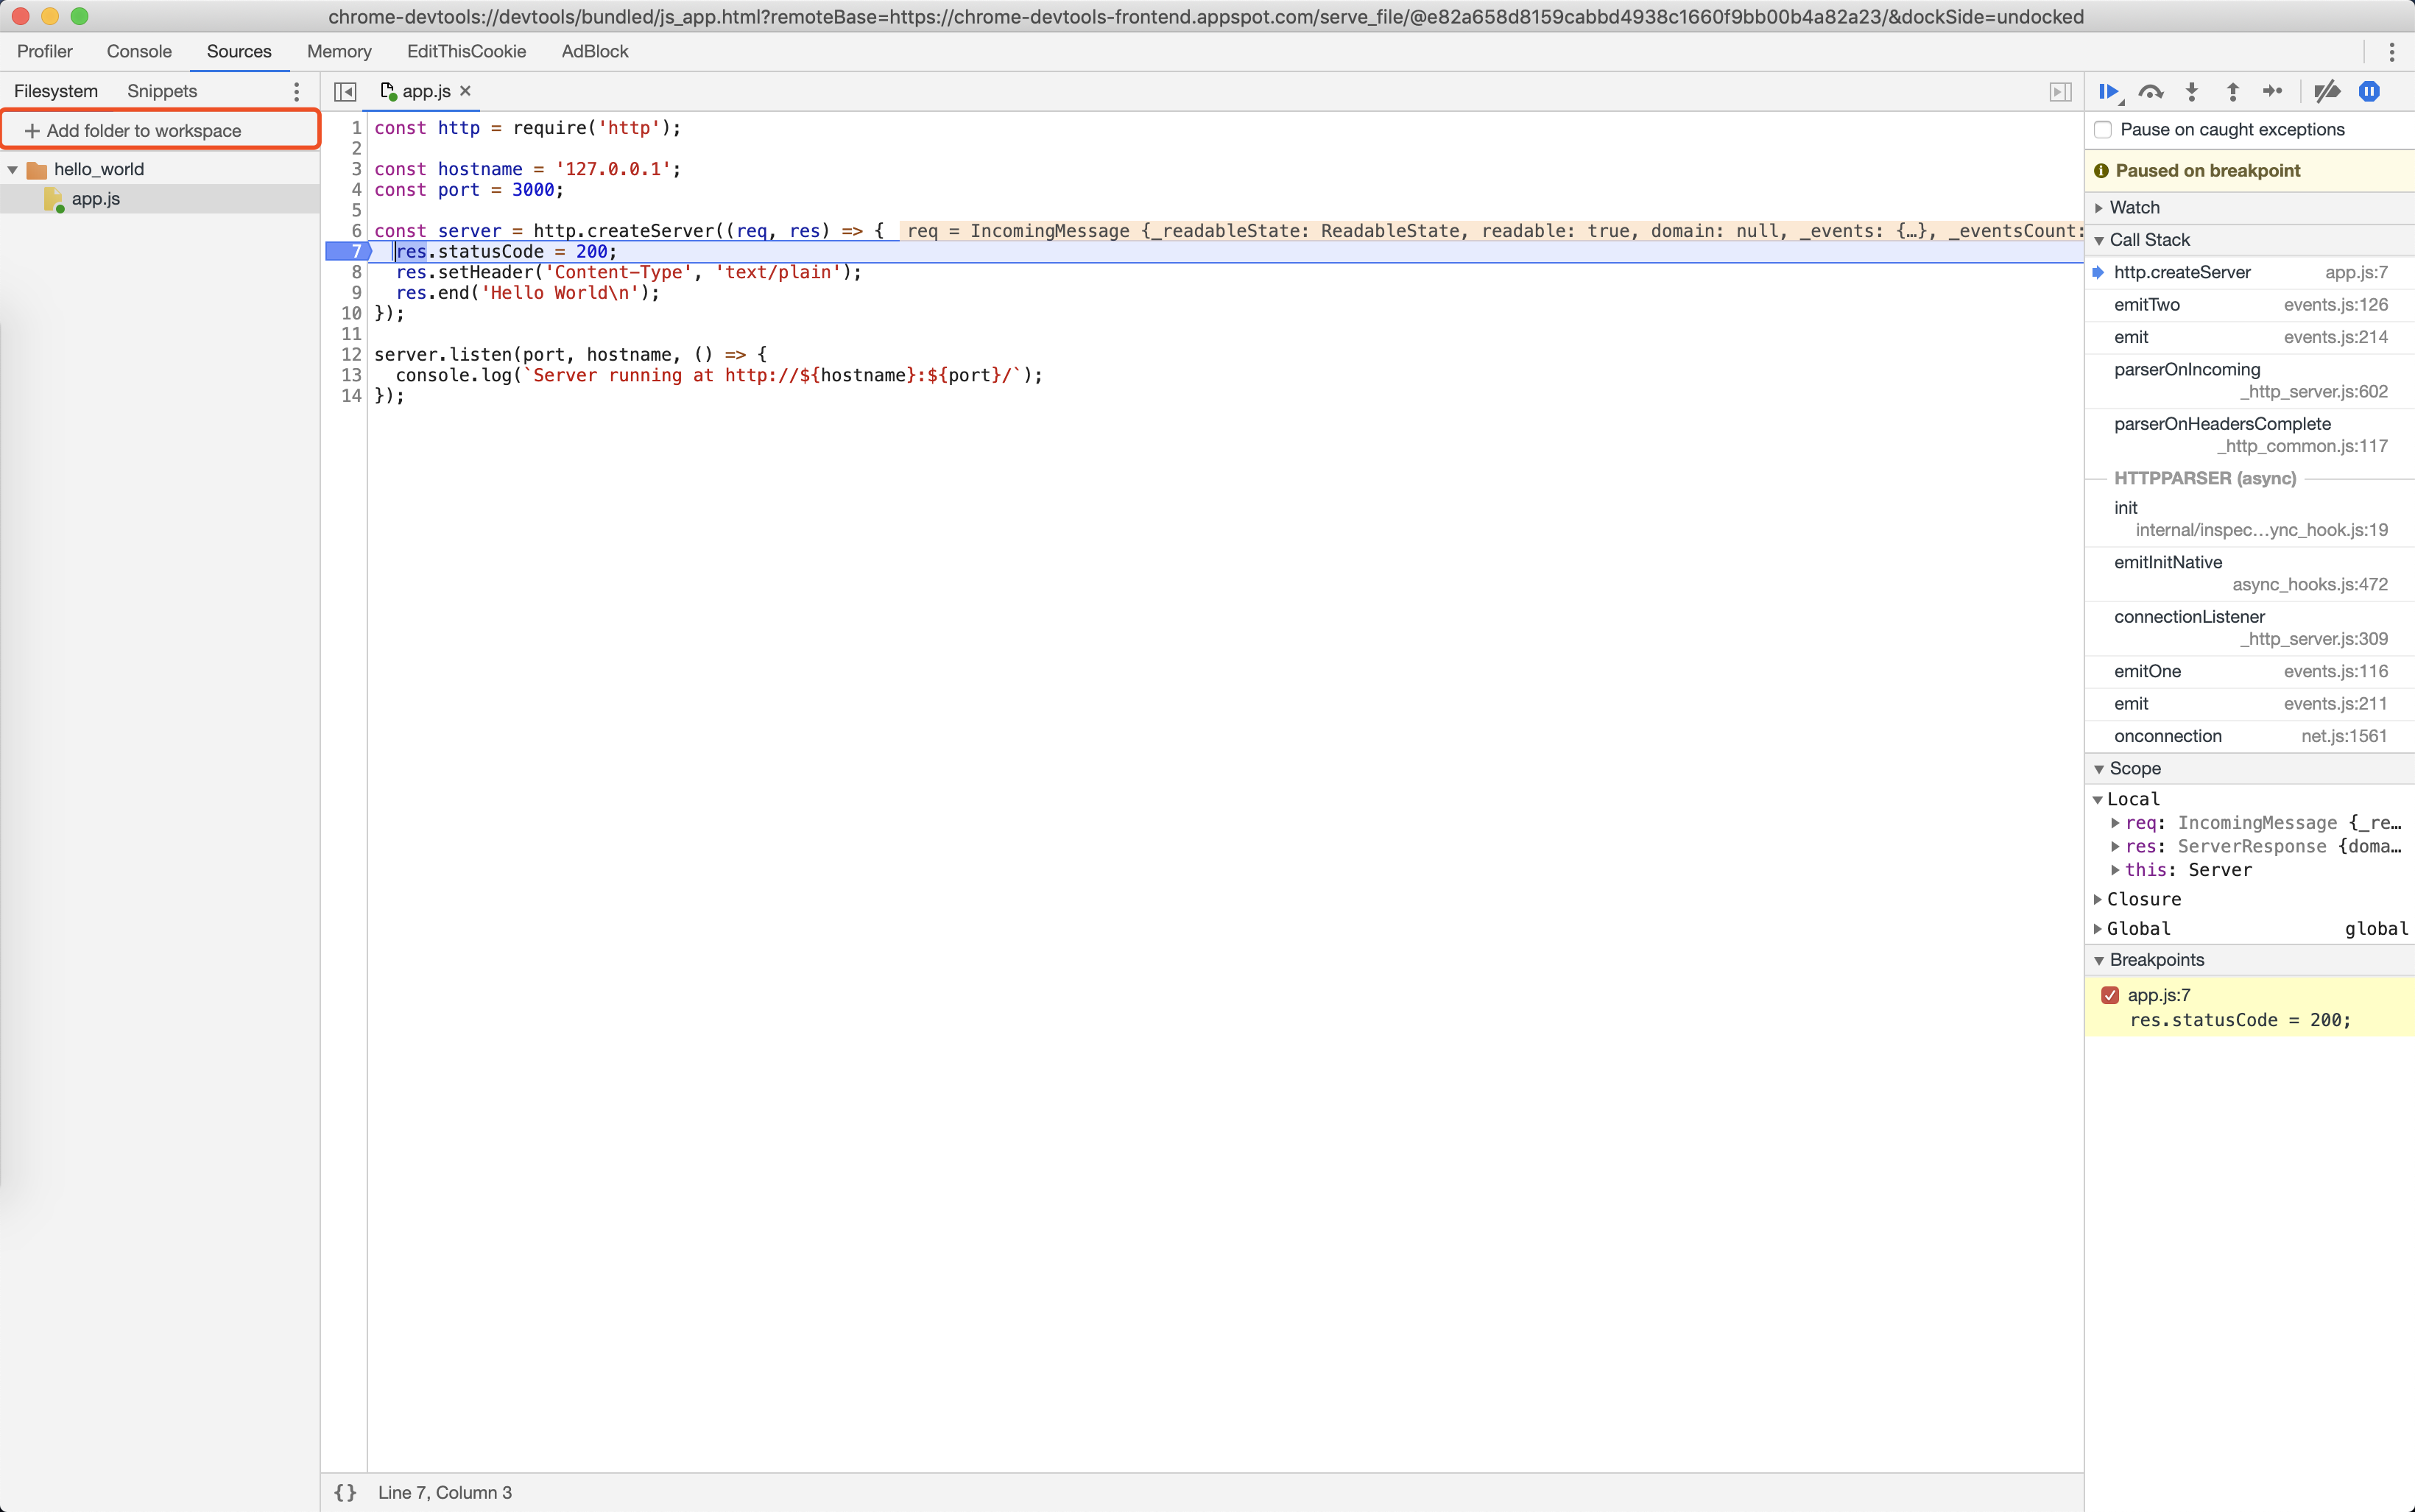 chrome-devtools://devtools/bundled/js_app.html?remoteBase=https://chrome-devtools-frontend.appspot.com/serve_file/@e82a658d8159cabbd4938c1660f9bb00b4a82a23/&dockSide=undocked
Profiler Console Sources Memory EditThisCookie AdBlock
Filesystem Snippets
+ Add folder to workspace
hello_world
app.js
app.js ×
1 const http = require('http');
2
3 const hostname = '127.0.0.1';
4 const port = 3000;
5
6 const server = http.createServer((req, res) => { req = IncomingMessage {_readableState: ReadableState, readable: true, domain: null, _events: {…}, _eventsCount:
7 res.statusCode = 200;
8 res.setHeader('Content-Type', 'text/plain');
9 res.end('Hello World\n');
10 });
11
12 server.listen(port, hostname, () => {
13 console.log(`Server running at http://${hostname}:${port}/`);
14 });
{} Line 7, Column 3
Pause on caught exceptions
Paused on breakpoint
Watch
Call Stack
http.createServer app.js:7
emitTwo events.js:126
emit events.js:214
parserOnIncoming
_http_server.js:602
parserOnHeadersComplete
_http_common.js:117
HTTPPARSER (async)
init
internal/inspec…ync_hook.js:19
emitInitNative
async_hooks.js:472
connectionListener
_http_server.js:309
emitOne events.js:116
emit events.js:211
onconnection net.js:1561
Scope
Local
req: IncomingMessage {_re…
res: ServerResponse {doma…
this: Server
Closure
Global global
Breakpoints
app.js:7
res.statusCode = 200;